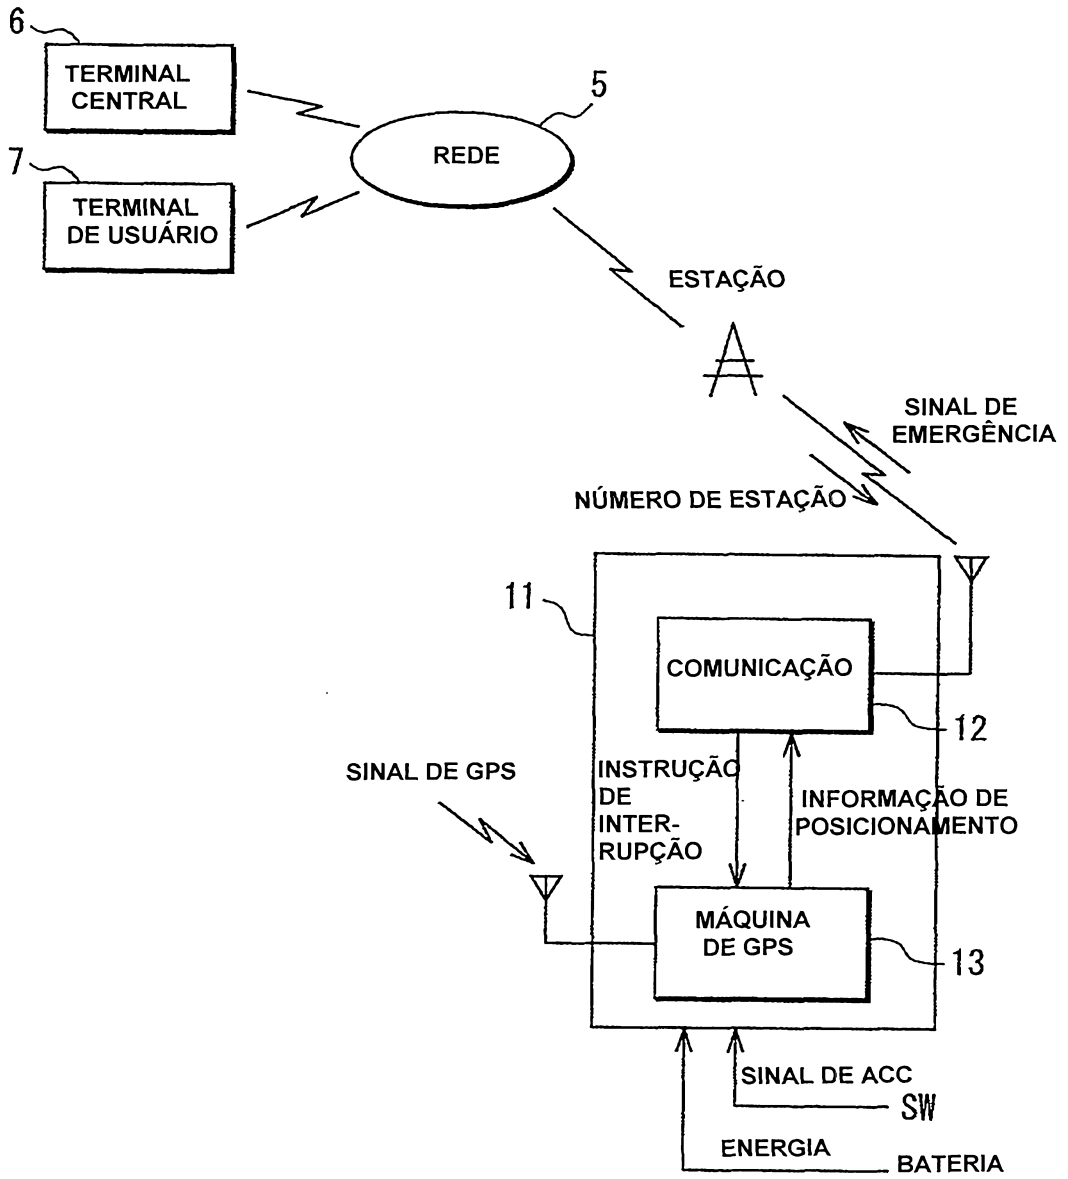 6
TERMINAL
CENTRAL
5
REDE
7
TERMINAL
DE USUÁRIO
ESTAÇÃO
SINAL DE
EMERGÊNCIA
NÚMERO DE ESTAÇÃO
11
COMUNICAÇÃO
12
SINAL DE GPS
INSTRUÇÃO
DE
INTER-
RUPÇÃO
INFORMAÇÃO DE
POSICIONAMENTO
MÁQUINA
DE GPS
13
SINAL DE ACC
SW
ENERGIA
BATERIA